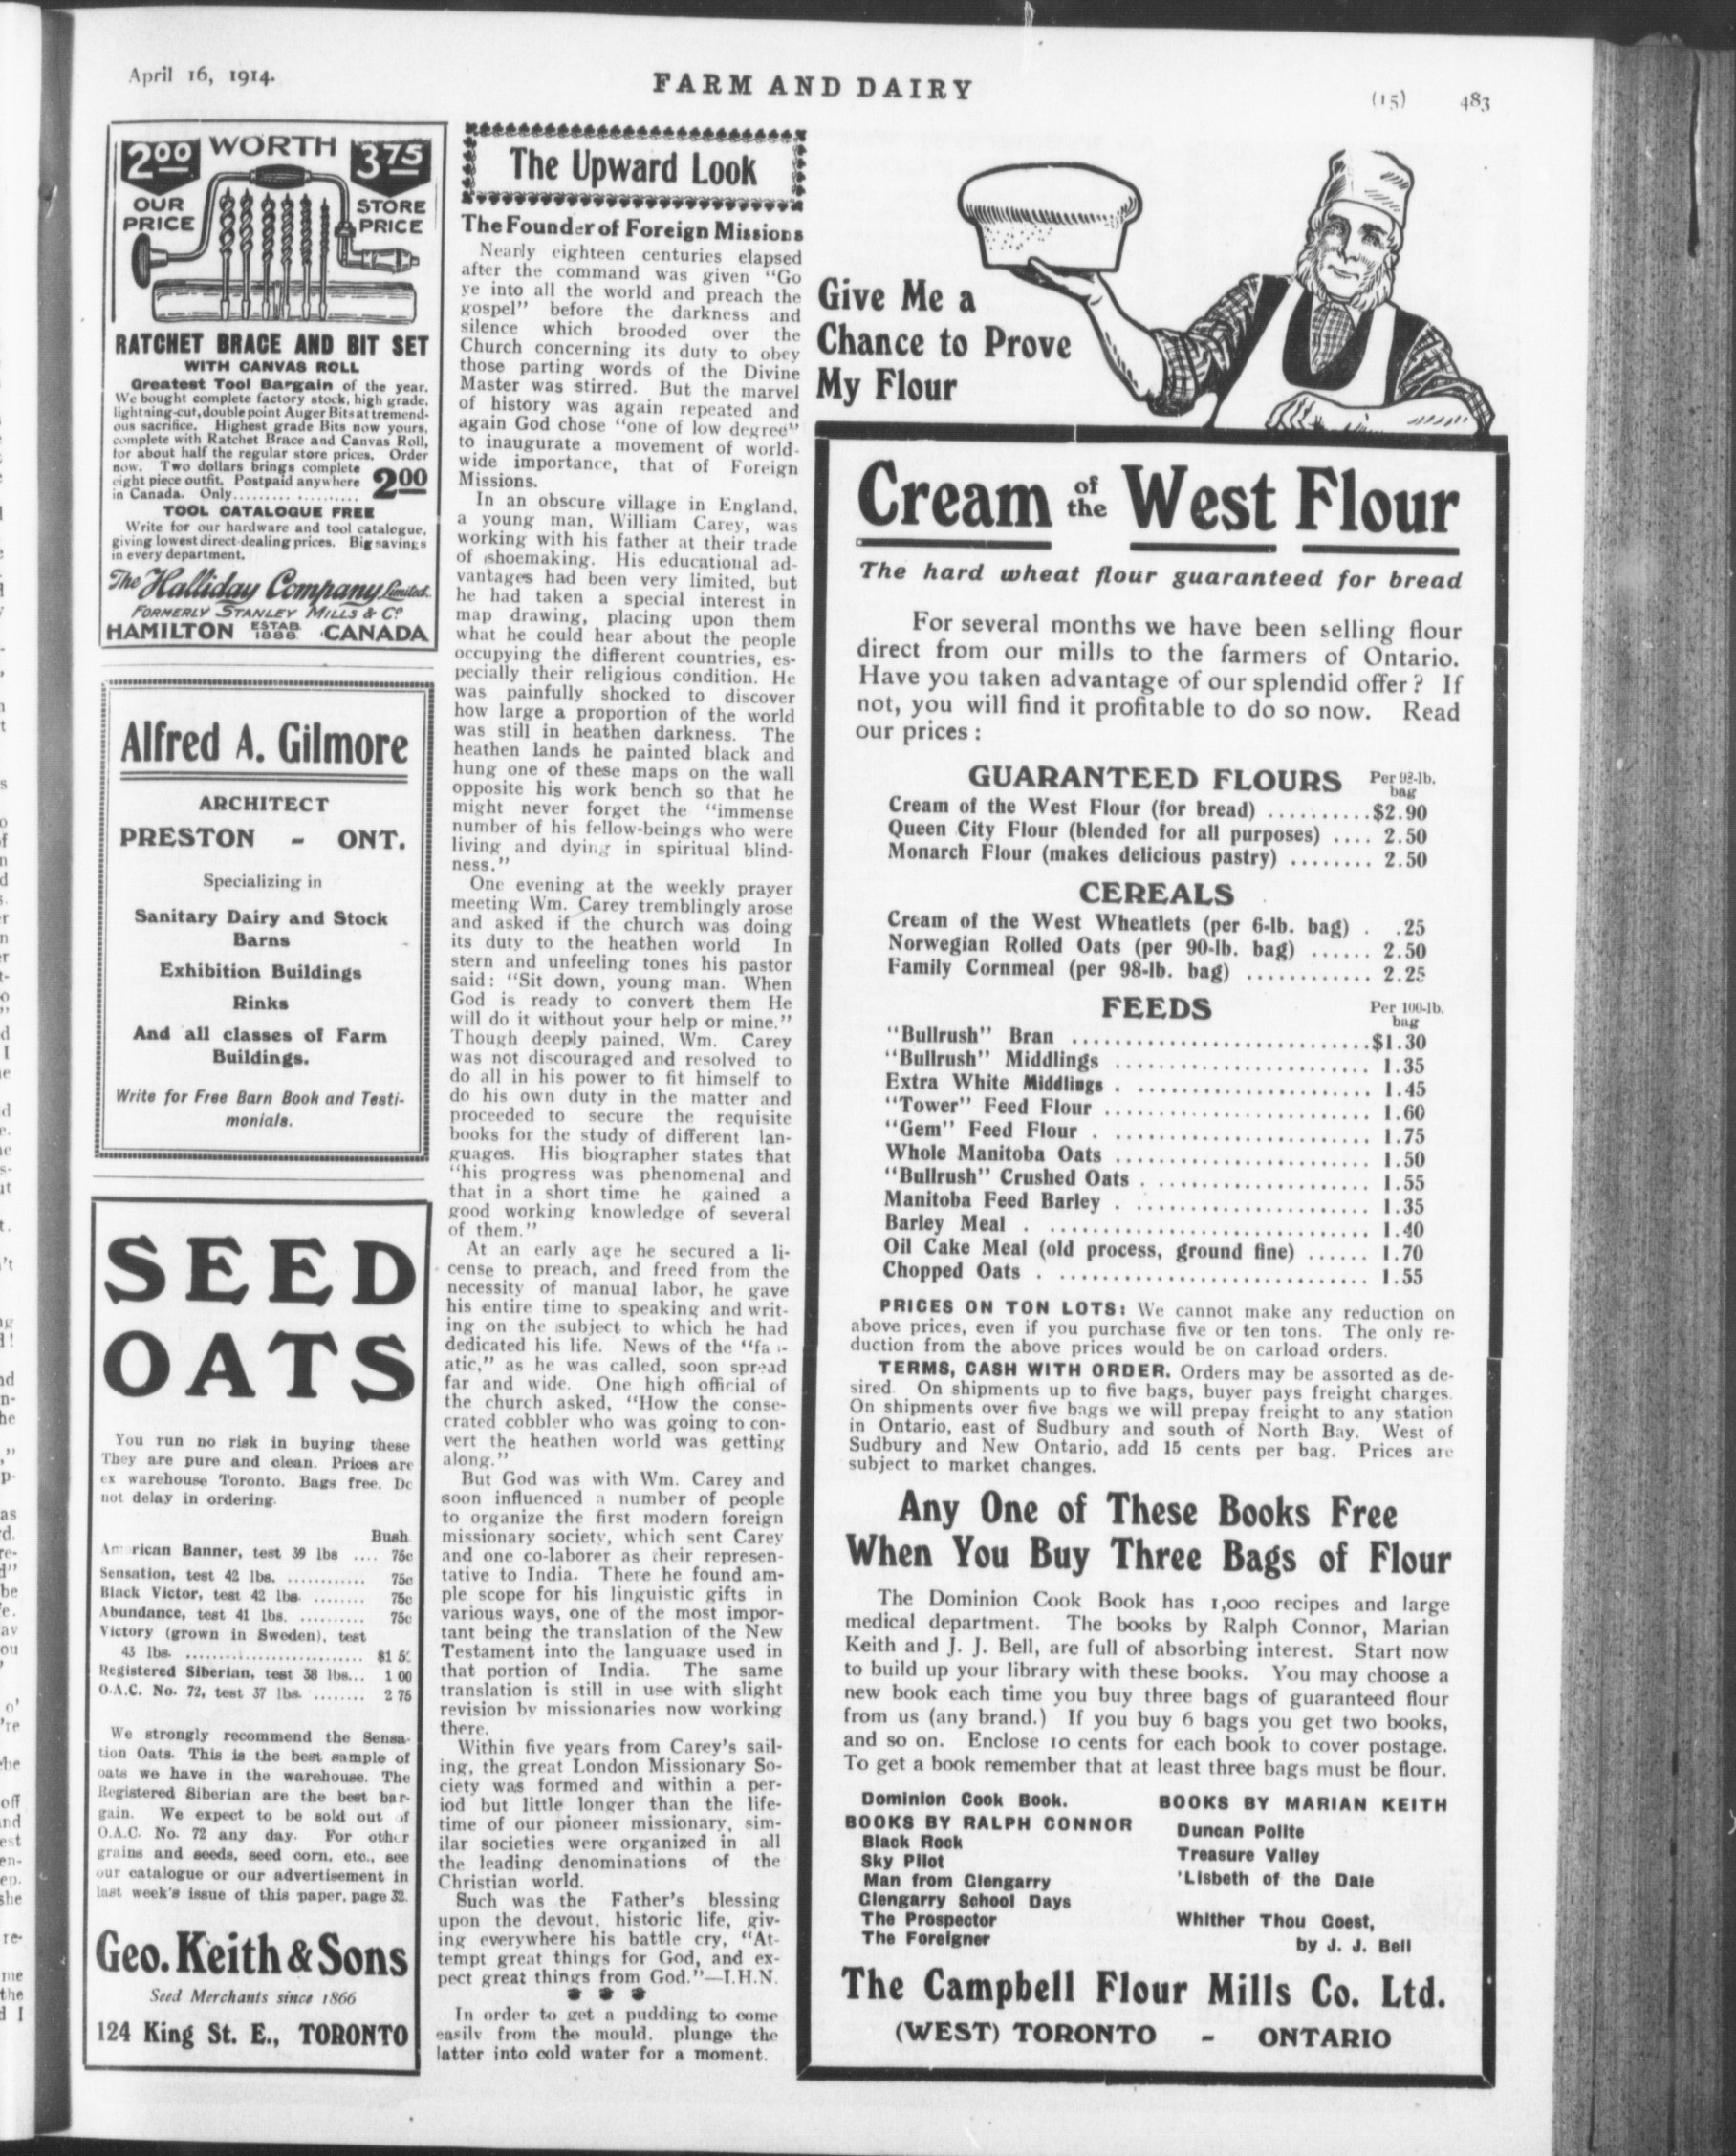 April 16, 1914.
FARM AND DAIRY
(15) 483
2.00 WORTH 3.75
OUR PRICE
STORE PRICE
RATCHET BRACE AND BIT SET
WITH CANVAS ROLL
Greatest Tool Bargain of the year.
We bought complete factory stock, high grade,
lightning-cut, double point Auger Bits at tremend-
ous sacrifice. Highest grade Bits now yours,
complete with Ratchet Brace and Canvas Roll,
for about half the regular store prices. Order
now. Two dollars brings complete
eight piece outfit. Postpaid anywhere
in Canada. Only.................... 2.00
TOOL CATALOGUE FREE
Write for our hardware and tool catalogue,
giving lowest direct-dealing prices. Big savings
in every department.
The Halliday Company Limited.
FORMERLY STANLEY MILLS & CO
HAMILTON ESTAB. 1888 CANADA
Alfred A. Gilmore
ARCHITECT
PRESTON - ONT.
Specializing in
Sanitary Dairy and Stock
Barns
Exhibition Buildings
Rinks
And all classes of Farm
Buildings.
Write for Free Barn Book and Testi-
monials.
SEED
OATS
You run no risk in buying these
They are pure and clean. Prices are
ex warehouse Toronto. Bags free. Do
not delay in ordering.
Bush.
American Banner, test 39 lbs .... 75c
Sensation, test 42 lbs. ............ 75c
Black Victor, test 42 lbs. ........ 75c
Abundance, test 41 lbs. .......... 75c
Victory (grown in Sweden), test
43 lbs. ........................... $1 5
Registered Siberian, test 38 lbs... 1 00
O.A.C. No. 72, test 37 lbs. ........ 2 75
We strongly recommend the Sensa-
tion Oats. This is the best sample of
oats we have in the warehouse. The
Registered Siberian are the best bar-
gain. We expect to be sold out of
O.A.C. No. 72 any day. For other
grains and seeds, seed corn, etc., see
our catalogue or our advertisement in
last week's issue of this paper, page 32.
Geo. Keith & Sons
Seed Merchants since 1866
124 King St. E., TORONTO
The Upward Look
The Founder of Foreign Missions
Nearly eighteen centuries elapsed
after the command was given "Go
ye into all the world and preach the
gospel" before the darkness and
silence which brooded over the
Church concerning its duty to obey
those parting words of the Divine
Master was stirred. But the marvel
of history was again repeated and
again God chose "one of low degree"
to inaugurate a movement of world-
wide importance, that of Foreign
Missions.
In an obscure village in England,
a young man, William Carey, was
working with his father at their trade
of shoemaking. His educational ad-
vantages had been very limited, but
he had taken a special interest in
map drawing, placing upon them
what he could hear about the people
occupying the different countries, es-
pecially their religious condition. He
was painfully shocked to discover
how large a proportion of the world
was still in heathen darkness. The
heathen lands he painted black and
hung one of these maps on the wall
opposite his work bench so that he
might never forget the "immense
number of his fellow-beings who were
living and dying in spiritual blind-
ness."
One evening at the weekly prayer
meeting Wm. Carey tremblingly arose
and asked if the church was doing
its duty to the heathen world In
stern and unfeeling tones his pastor
said: "Sit down, young man. When
God is ready to convert them He
will do it without your help or mine."
Though deeply pained, Wm. Carey
was not discouraged and resolved to
do all in his power to fit himself to
do his own duty in the matter and
proceeded to secure the requisite
books for the study of different lan-
guages. His biographer states that
"his progress was phenomenal and
that in a short time he gained a
good working knowledge of several
of them."
At an early age he secured a li-
cense to preach, and freed from the
necessity of manual labor, he gave
his entire time to speaking and writ-
ing on the subject to which he had
dedicated his life. News of the "fan-
atic," as he was called, soon spread
far and wide. One high official of
the church asked, "How the conse-
crated cobbler who was going to con-
vert the heathen world was getting
along."
But God was with Wm. Carey and
soon influenced a number of people
to organize the first modern foreign
missionary society, which sent Carey
and one co-laborer as their represen-
tative to India. There he found am-
ple scope for his linguistic gifts in
various ways, one of the most impor-
tant being the translation of the New
Testament into the language used in
that portion of India. The same
translation is still in use with slight
revision by missionaries now working
there.
Within five years from Carey's sail-
ing, the great London Missionary So-
ciety was formed and within a per-
iod but little longer than the life-
time of our pioneer missionary, sim-
ilar societies were organized in all
the leading denominations of the
Christian world.
Such was the Father's blessing
upon the devout, historic life, giv-
ing everywhere his battle cry, "At-
tempt great things for God, and ex-
pect great things from God."—I.H.N.
In order to get a pudding to come
easily from the mould, plunge the
latter into cold water for a moment.
Give Me a
Chance to Prove
My Flour
Cream of the West Flour
The hard wheat flour guaranteed for bread
For several months we have been selling flour
direct from our mills to the farmers of Ontario.
Have you taken advantage of our splendid offer? If
not, you will find it profitable to do so now. Read
our prices:
GUARANTEED FLOURS Per 98-lb. bag
Cream of the West Flour (for bread) ..........$2.90
Queen City Flour (blended for all purposes) .... 2.50
Monarch Flour (makes delicious pastry) ........ 2.50
CEREALS
Cream of the West Wheatlets (per 6-lb. bag) . .25
Norwegian Rolled Oats (per 90-lb. bag) ...... 2.50
Family Cornmeal (per 98-lb. bag) ............ 2.25
FEEDS Per 100-lb. bag
"Bullrush" Bran .............................$1.30
"Bullrush" Middlings ........................ 1.35
Extra White Middlings . ...................... 1.45
"Tower" Feed Flour ......................... 1.60
"Gem" Feed Flour . ........................ 1.75
Whole Manitoba Oats ........................ 1.50
"Bullrush" Crushed Oats . .................... 1.55
Manitoba Feed Barley . ...................... 1.35
Barley Meal . .............................. 1.40
Oil Cake Meal (old process, ground fine) ...... 1.70
Chopped Oats . ............................. 1.55
PRICES ON TON LOTS: We cannot make any reduction on
above prices, even if you purchase five or ten tons. The only re-
duction from the above prices would be on carload orders.
TERMS, CASH WITH ORDER. Orders may be assorted as de-
sired. On shipments up to five bags, buyer pays freight charges.
On shipments over five bags we will prepay freight to any station
in Ontario, east of Sudbury and south of North Bay. West of
Sudbury and New Ontario, add 15 cents per bag. Prices are
subject to market changes.
Any One of These Books Free
When You Buy Three Bags of Flour
The Dominion Cook Book has 1,000 recipes and large
medical department. The books by Ralph Connor, Marian
Keith and J. J. Bell, are full of absorbing interest. Start now
to build up your library with these books. You may choose a
new book each time you buy three bags of guaranteed flour
from us (any brand.) If you buy 6 bags you get two books,
and so on. Enclose 10 cents for each book to cover postage.
To get a book remember that at least three bags must be flour.
Dominion Cook Book.
BOOKS BY RALPH CONNOR
Black Rock
Sky Pilot
Man from Glengarry
Glengarry School Days
The Prospector
The Foreigner
BOOKS BY MARIAN KEITH
Duncan Polite
Treasure Valley
'Lisbeth of the Dale
Whither Thou Goest,
by J. J. Bell
The Campbell Flour Mills Co. Ltd.
(WEST) TORONTO - ONTARIO